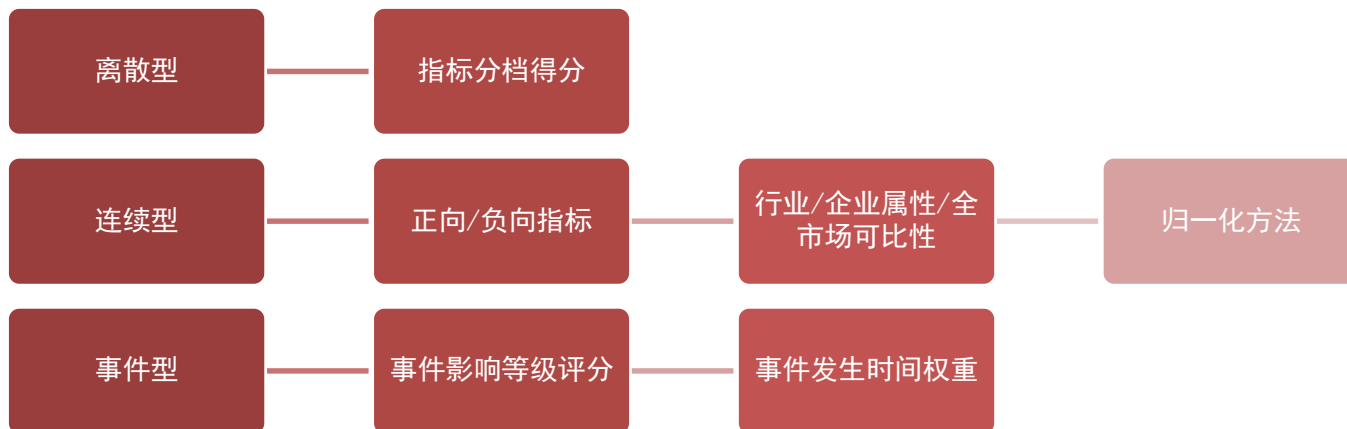 离散型
指标分档得分
连续型
正向/负向指标
行业/企业属性/全
市场可比性
归一化方法
事件型
事件影响等级评分
事件发生时间权重